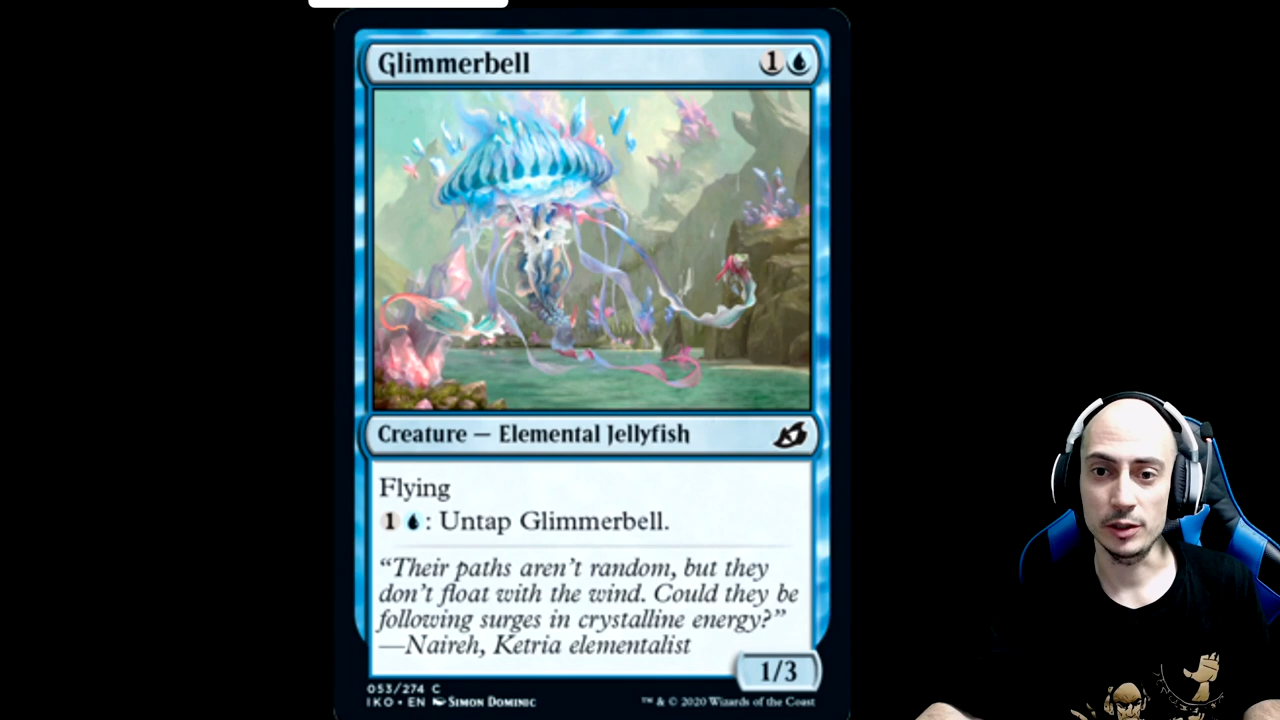 Glimmerbell 1
Creature — Elemental Jellyfish
Flying
1 : Untap Glimmerbell.
“Their paths aren’t random, but they
don’t float with the wind. Could they be
following surges in crystalline energy?”
—Naireh, Ketria elementalist
1/3
053/274 C
IKO • EN Simon Dominic
™ & © 2020 Wizards of the Coast